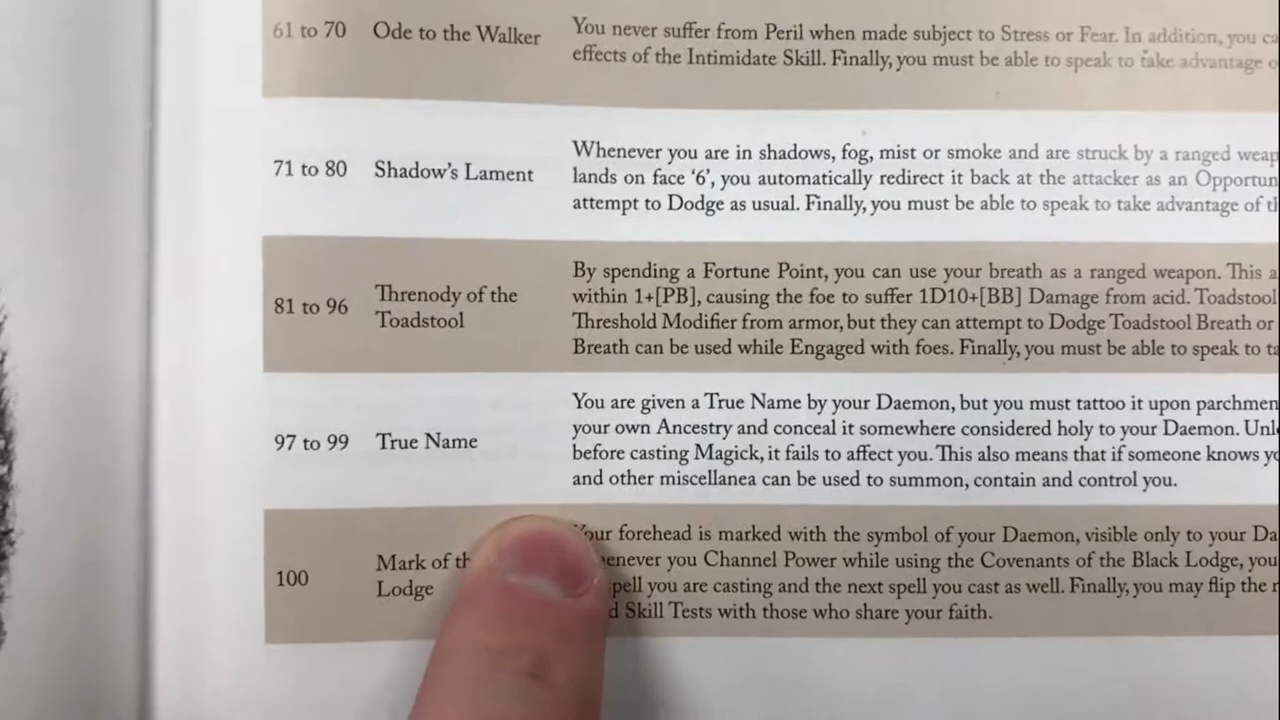 61 to 70 Ode to the Walker You never suffer from Peril when made subject to Stress or Fear. In addition, you
effects of the Intimidate Skill. Finally, you must be able to speak to take advantage
71 to 80 Shadow's Lament
Whenever you are in shadows, fog, mist or smoke and are struck by a ranged
lands on face '6', you automatically redirect it back at the attacker as an
attempt to Dodge as usual. Finally, you must be able to speak to take advantage of
81 to 96 Threnody of the Toadstool
By spending a Fortune Point, you can use your breath as a ranged weapon. This
within 1+[PB], causing the foe to suffer 1D10+[BB] Damage from acid. Toadstool
Threshold Modifier from armor, but they can attempt to Dodge Toadstool Breath or
Breath can be used while Engaged with foes. Finally, you must be able to speak to
97 to 99 True Name
You are given a True Name by your Daemon, but you must tattoo it upon
your own Ancestry and conceal it somewhere considered holy to your Daemon.
before casting Magick, it fails to affect you. This also means that if someone knows
and other miscellanea can be used to summon, contain and control you.
100 Mark of Lodge
forehead is marked with the symbol of your Daemon, visible only to your
you Channel Power while using the Covenants of the Black Lodge, you
you are casting and the next spell you cast as well. Finally, you may flip the
Skill Tests with those who share your faith.